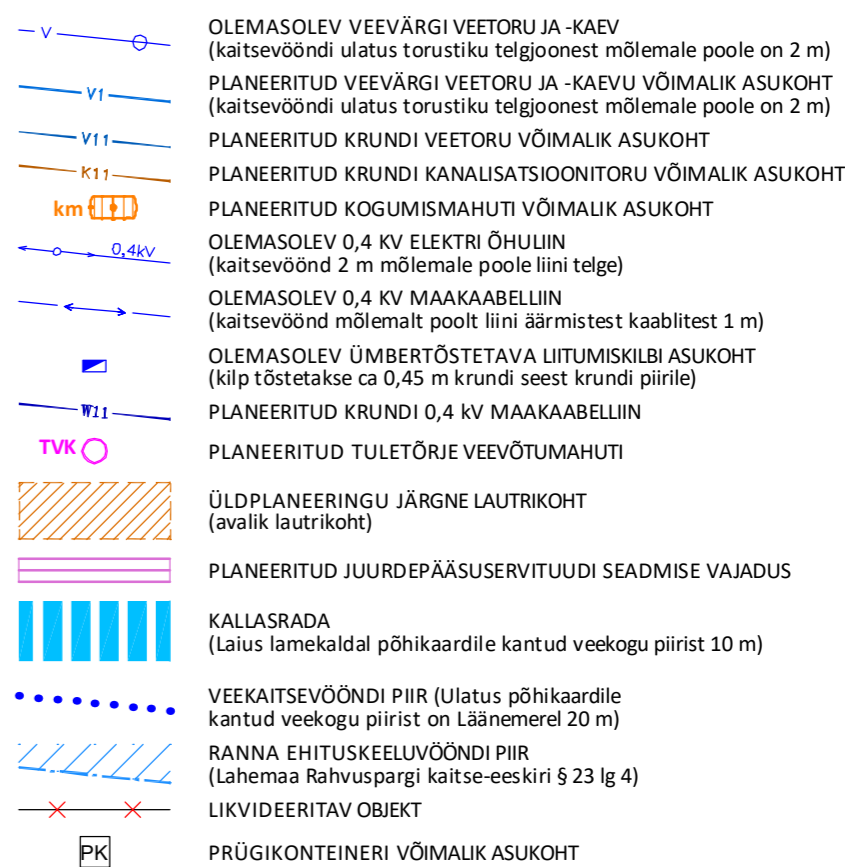 V
OLEMASOLEV VEEVÄRGI VEETORU JA -KAEV
(kaitsevööndi ulatus torustiku telgjoonest mõlemale poole on 2 m)
V1
PLANEERITUD VEEVÄRGI VEETORU JA -KAEVU VÕIMALIK ASUKOHT
(kaitsevööndi ulatus torustiku telgjoonest mõlemale poole on 2 m)
V11
PLANEERITUD KRUNDI VEETORU VÕIMALIK ASUKOHT
K11
PLANEERITUD KRUNDI KANALISATSIOONITORU VÕIMALIK ASUKOHT
km
PLANEERITUD KOGUMISMAHUTI VÕIMALIK ASUKOHT
0,4kV
OLEMASOLEV 0,4 KV ELEKTRI ÕHULIIN
(kaitsevöönd 2 m mõlemale poole liini telge)
OLEMASOLEV 0,4 KV MAAKAABELLIIN
(kaitsevöönd mõlemalt poolt liini äärmistest kaablitest 1 m)
OLEMASOLEV ÜMBERTÕSTETAVA LIITUMISKILBI ASUKOHT
(kilp tõstetakse ca 0,45 m krundi seest krundi piirile)
W11
PLANEERITUD KRUNDI 0,4 kV MAAKAABELLIIN
TVK
PLANEERITUD TULETÕRJE VEEVÕTUMAHUTI
ÜLDPLANEERINGU JÄRGNE LAUTRIKOHT
(avalik lautrikoht)
PLANEERITUD JUURDEPÄÄSUSERVITUUDI SEADMISE VAJADUS
KALLASRADA
(Laius lamekaldal põhikaardile kantud veekogu piirist 10 m)
VEEKAITSEVÖÖNDI PIIR (Ulatus põhikaardile
kantud veekogu piirist on Läänemerel 20 m)
RANNA EHITUSKEELUVÖÖNDI PIIR
(Lahemaa Rahvuspargi kaitse-eeskiri § 23 lg 4)
LIKVIDEERITAV OBJEKT
PK
PRÜGIKONTEINERI VÕIMALIK ASUKOHT